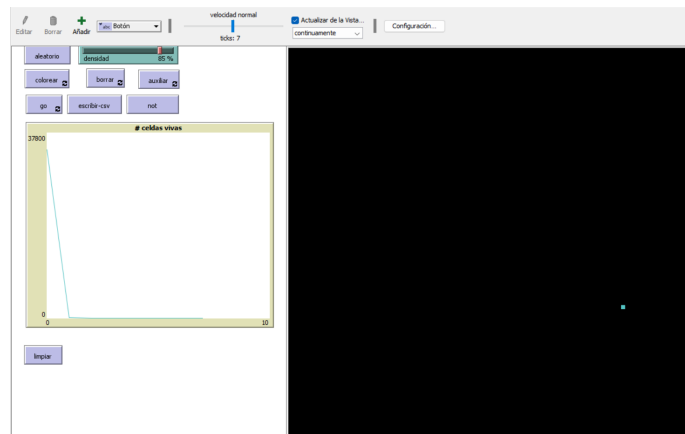 velocidad normal
Editar Borrar Añadir
abc Botón
ticks: 7
Actualizar de la Vista...
continuamente
Configuración...
aleatorio
densidad 85 %
colorear borrar auxiliar
go escribir-csv not
# celdas vivas
37800
0
0 10
limpiar